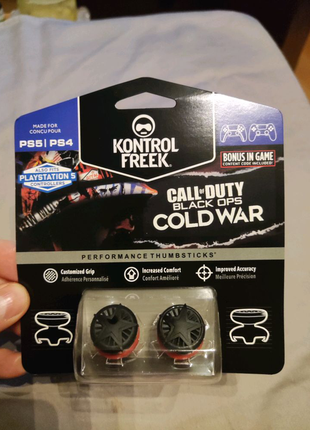 MADE FOR
CONÇU POUR
PS5 | PS4
ALSO FITS
PLAYSTATION 5
CONTROLLERS
KONTROL
FREEK
BONUS IN GAME
CONTENT CODE INCLUDED
CALL OF DUTY
BLACK OPS
COLD WAR
PERFORMANCE THUMBSTICKS
Customized Grip
Adhérence Personnalisé
Increased Comfort
Confort Amélioré
Improved Accuracy
Meilleure Précision